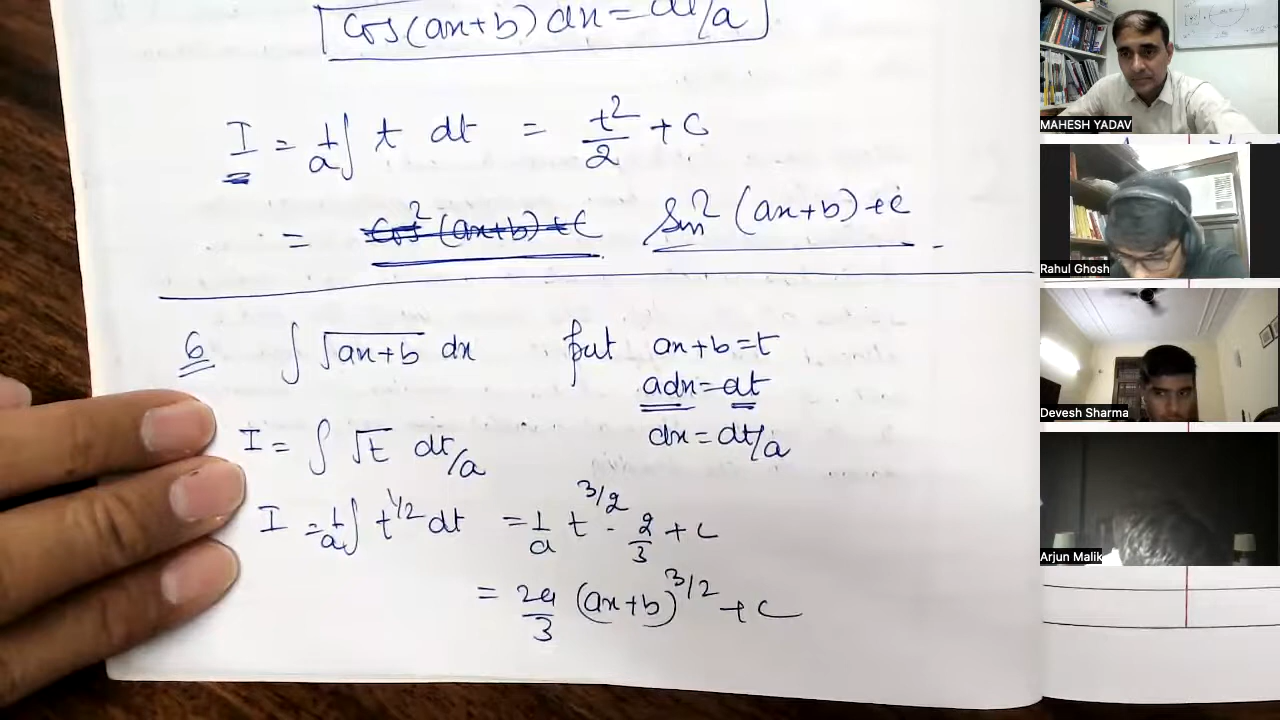 Cos(ax+b) dx = dt/a
I = 1/a ∫ t dt = t²/2 + C
= Cos²(ax+b)+C Sin²(ax+b)+C.
6 ∫ √ax+b dx put ax+b=t
adx=dt
I = ∫ √t dt/a dx=dt/a
I = 1/a ∫ t^1/2 dt = 1/a t^3/2 · 2/3 + C
= 2a/3 (ax+b)^3/2 + C
MAHESH YADAV
Rahul Ghosh
Devesh Sharma
Arjun Malik